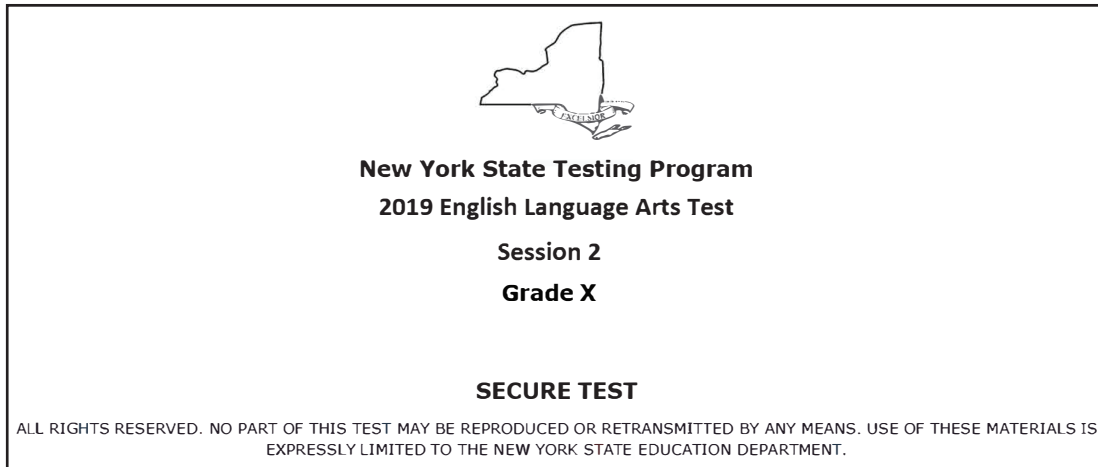 EXCELSIOR
New York State Testing Program
2019 English Language Arts Test
Session 2
Grade X
SECURE TEST
ALL RIGHTS RESERVED. NO PART OF THIS TEST MAY BE REPRODUCED OR RETRANSMITTED BY ANY MEANS. USE OF THESE MATERIALS IS
EXPRESSLY LIMITED TO THE NEW YORK STATE EDUCATION DEPARTMENT.